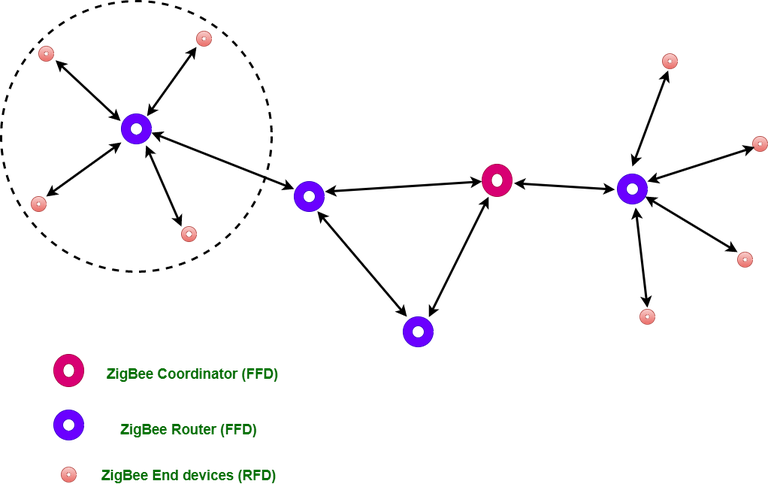 ZigBee Coordinator (FFD)
ZigBee Router (FFD)
ZigBee End devices (RFD)